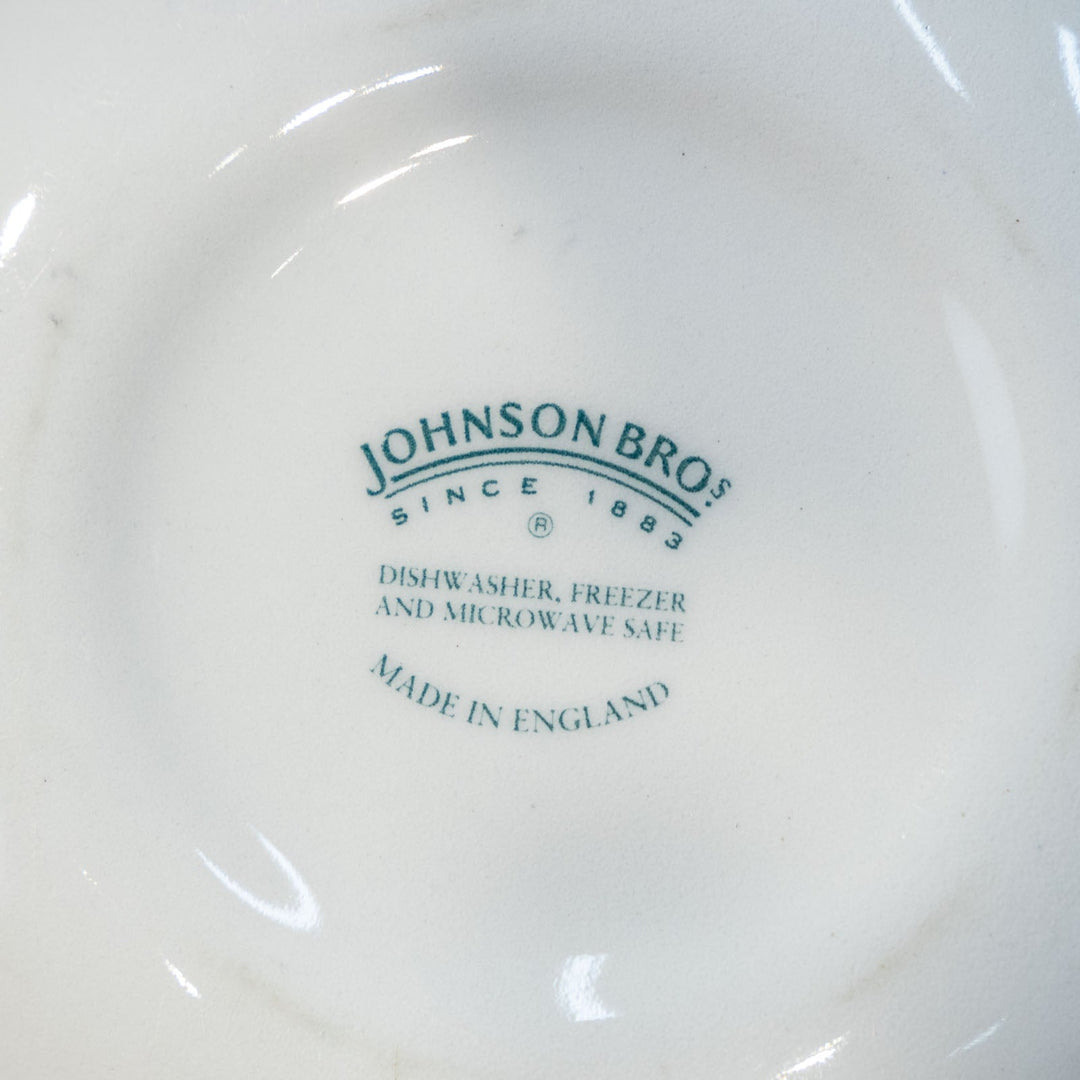 JOHNSON BROS.
SINCE 1883
®
DISHWASHER, FREEZER
AND MICROWAVE SAFE
MADE IN ENGLAND